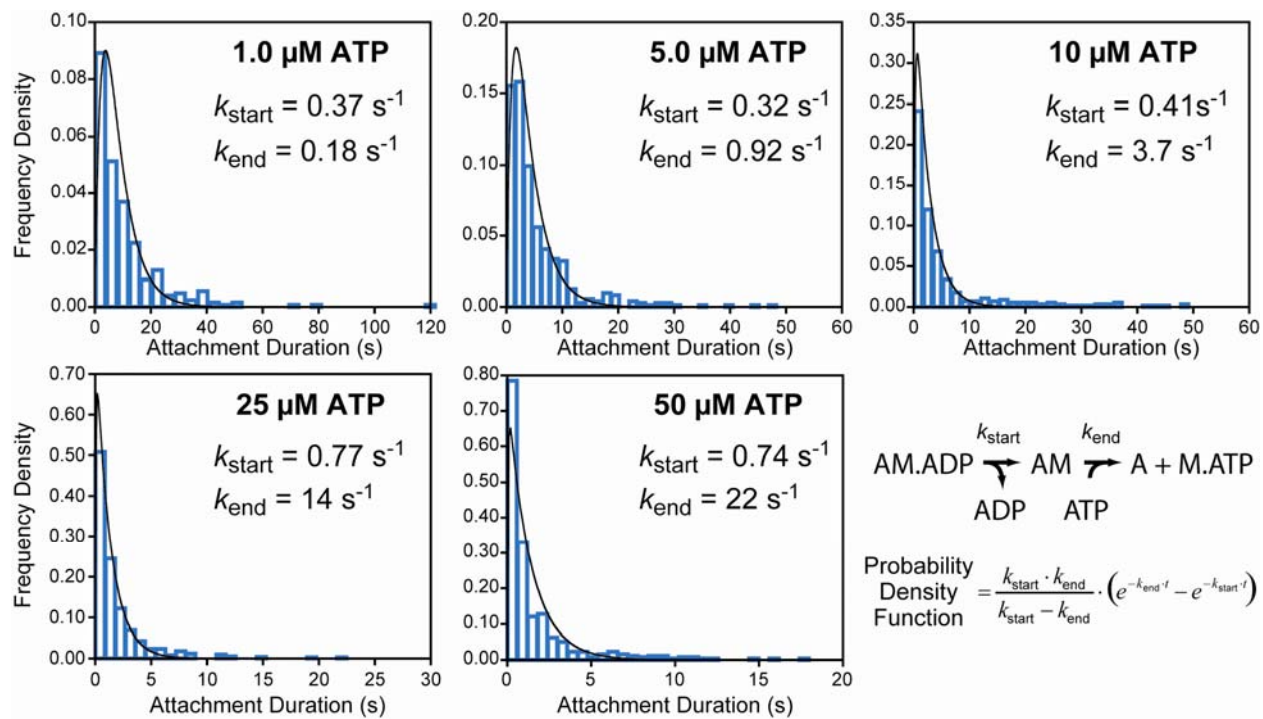 1.0 µM ATP
k_start = 0.37 s⁻¹
k_end = 0.18 s⁻¹
Frequency Density
0.10
0.08
0.06
0.04
0.02
0.00
0 20 40 60 80 100 120
Attachment Duration (s)
5.0 µM ATP
k_start = 0.32 s⁻¹
k_end = 0.92 s⁻¹
0.20
0.15
0.10
0.05
0.00
0 10 20 30 40 50 60
Attachment Duration (s)
10 µM ATP
k_start = 0.41s⁻¹
k_end = 3.7 s⁻¹
0.35
0.30
0.25
0.20
0.15
0.10
0.05
0.00
0 10 20 30 40 50 60
Attachment Duration (s)
25 µM ATP
k_start = 0.77 s⁻¹
k_end = 14 s⁻¹
Frequency Density
0.70
0.60
0.50
0.40
0.30
0.20
0.10
0.00
0 5 10 15 20 25 30
Attachment Duration (s)
50 µM ATP
k_start = 0.74 s⁻¹
k_end = 22 s⁻¹
0.80
0.70
0.60
0.50
0.40
0.30
0.20
0.10
0.00
0 5 10 15 20
Attachment Duration (s)
k_start k_end
AM.ADP AM A + M.ATP
ADP ATP
Probability
Density
Function
= k_start · k_end / k_start − k_end · (e^−k_end·t − e^−k_start·t)